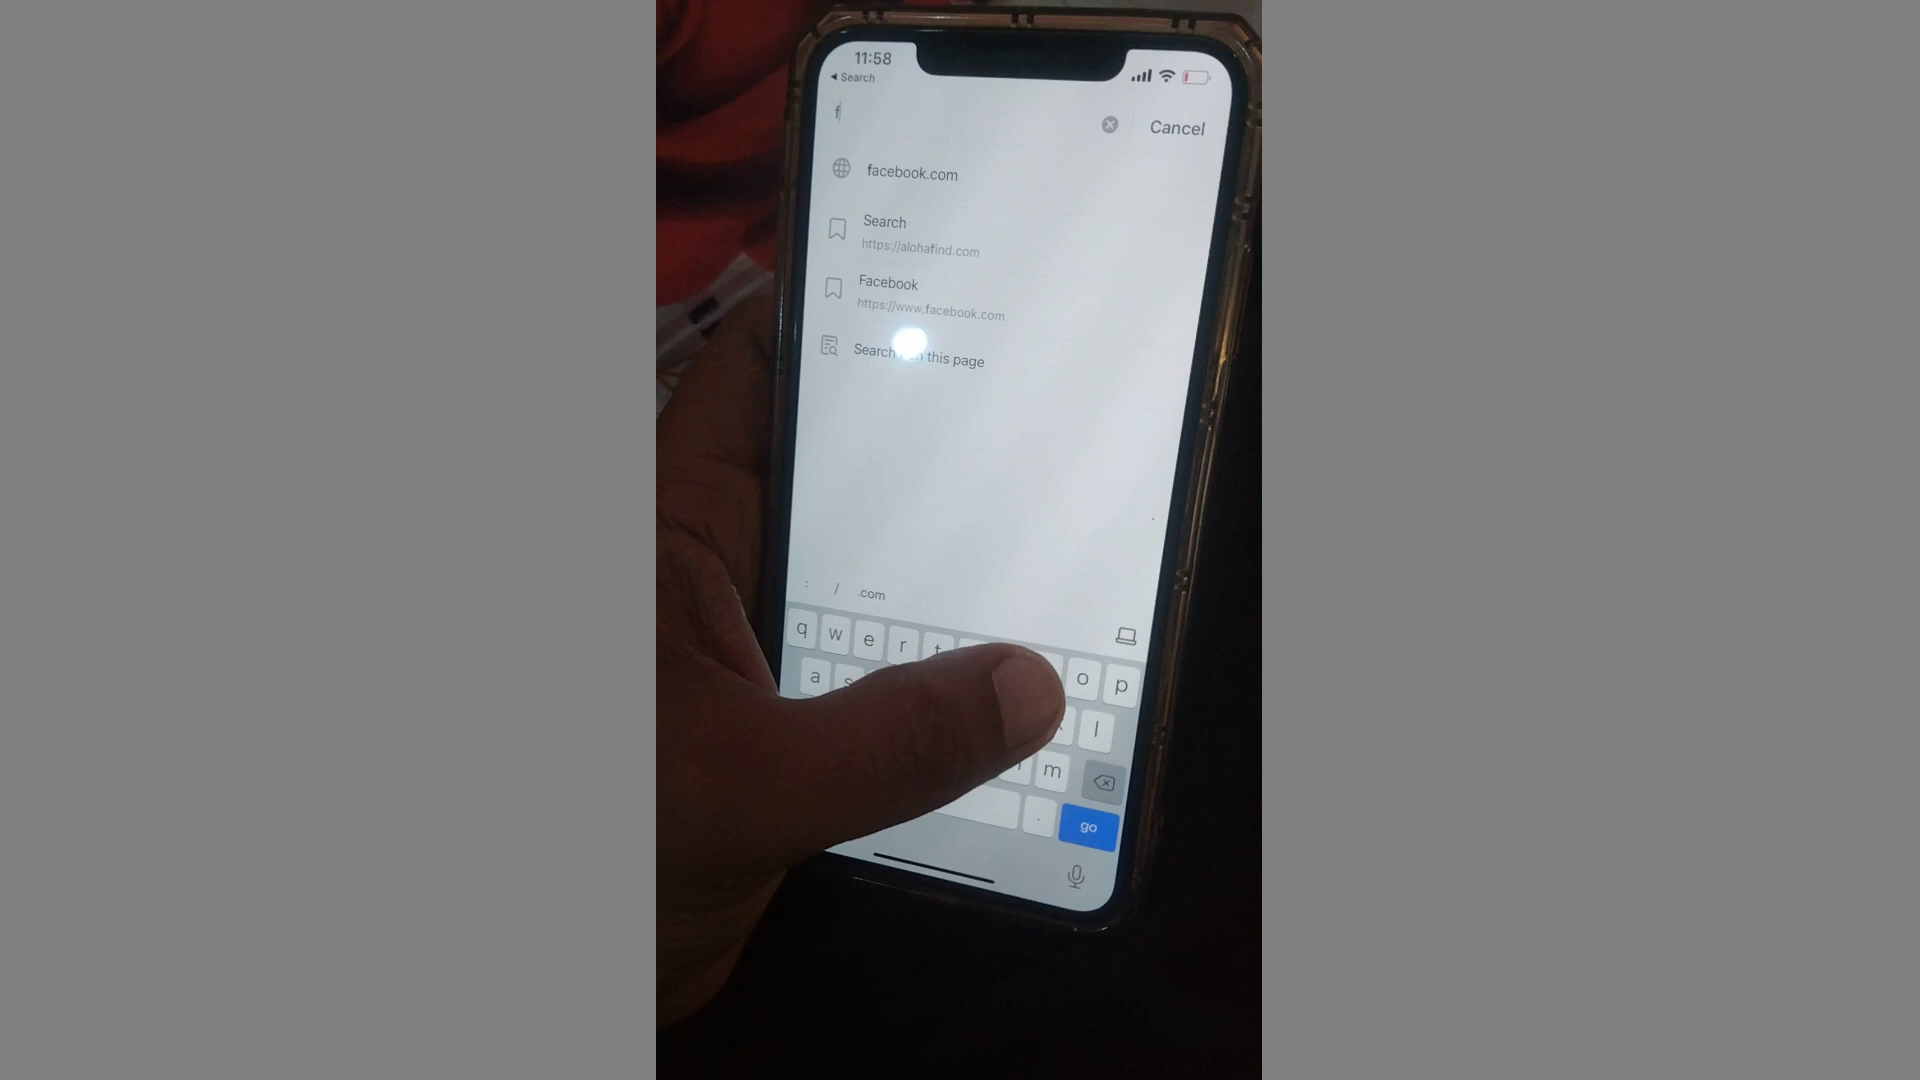 11:58
Search
f
Cancel
facebook.com
Search
https://alohafind.com
Facebook
https://www.facebook.com
Search on this page
: / .com
q w e r t o p
a s l
m
. go